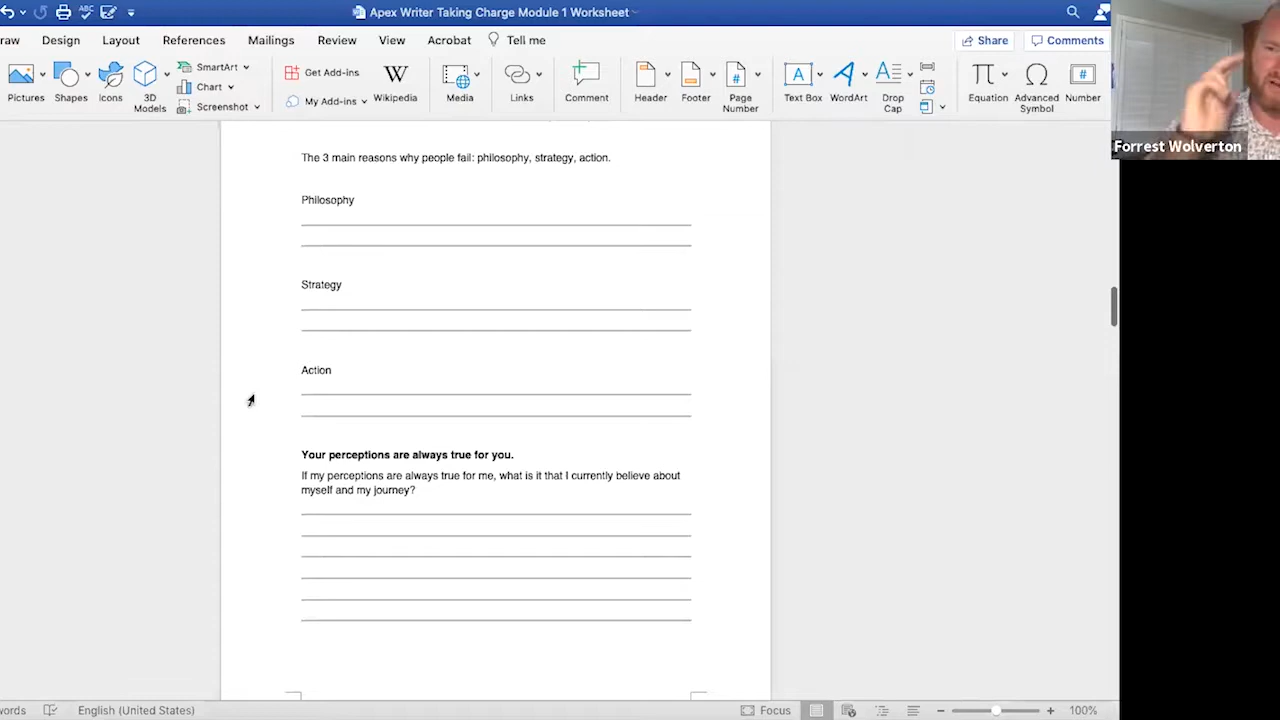 Apex Writer Taking Charge Module 1 Worksheet
raw Design Layout References Mailings Review View Acrobat Tell me Share Comments
Pictures Shapes Icons 3D Models SmartArt Chart Screenshot Get Add-ins My Add-ins Wikipedia Media Links Comment Header Footer Page Number Text Box WordArt Drop Cap Equation Advanced Symbol Number
Forrest Wolverton
The 3 main reasons why people fail: philosophy, strategy, action.
Philosophy
Strategy
Action
Your perceptions are always true for you.
If my perceptions are always true for me, what is it that I currently believe about
myself and my journey?
words English (United States) Focus 100%